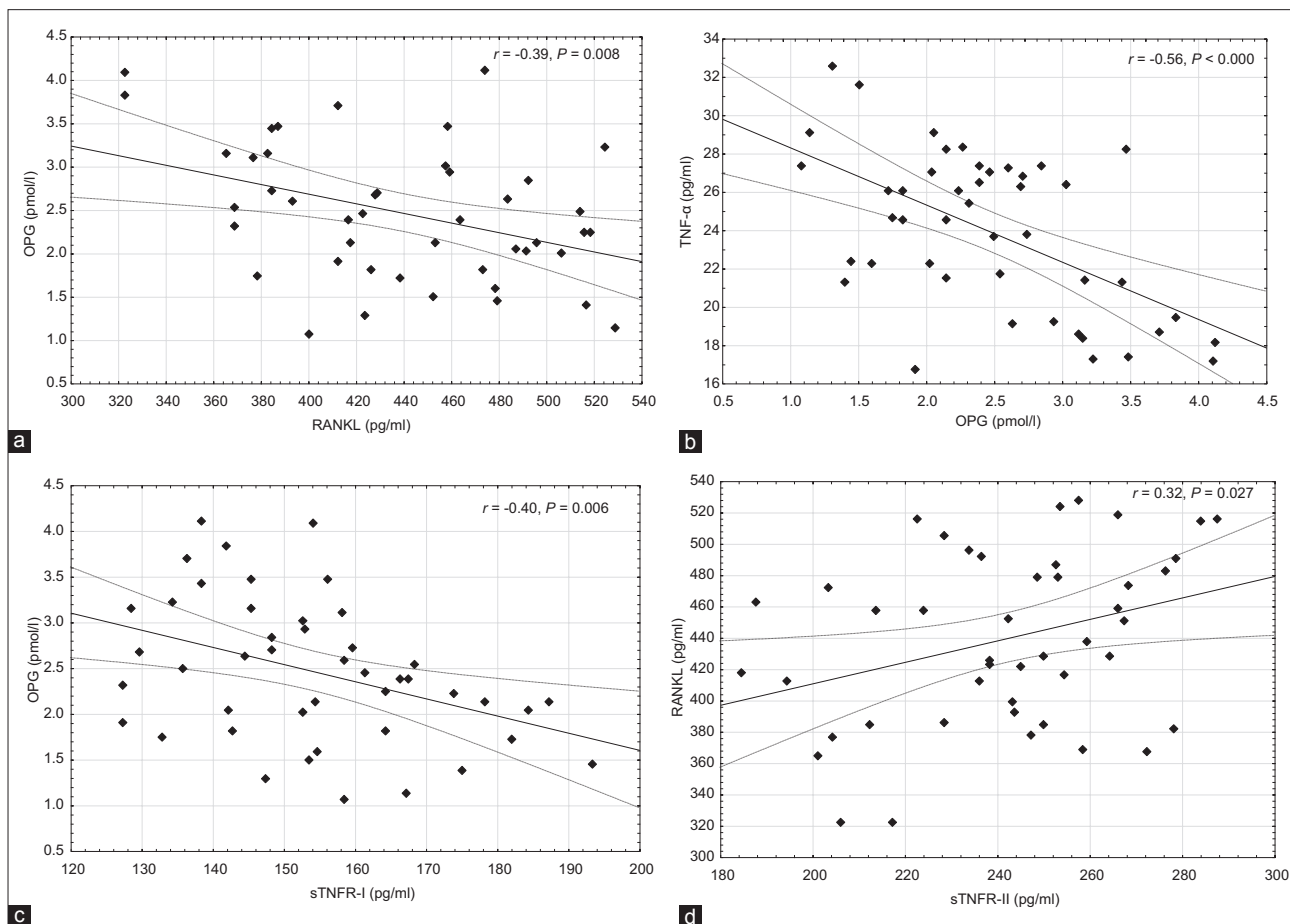 r = -0.39, P = 0.008
4.5
4.0
3.5
3.0
2.5
2.0
1.5
1.0
0.5
OPG (pmol/l)
300 320 340 360 380 400 420 440 460 480 500 520 540
RANKL (pg/ml)
a
r = -0.56, P < 0.000
34
32
30
28
26
24
22
20
18
16
TNF-α (pg/ml)
0.5 1.0 1.5 2.0 2.5 3.0 3.5 4.0 4.5
OPG (pmol/l)
b
r = -0.40, P = 0.006
4.5
4.0
3.5
3.0
2.5
2.0
1.5
1.0
0.5
OPG (pmol/l)
120 130 140 150 160 170 180 190 200
sTNFR-I (pg/ml)
c
r = 0.32, P = 0.027
540
520
500
480
460
440
420
400
380
360
340
320
300
RANKL (pg/ml)
180 200 220 240 260 280 300
sTNFR-II (pg/ml)
d